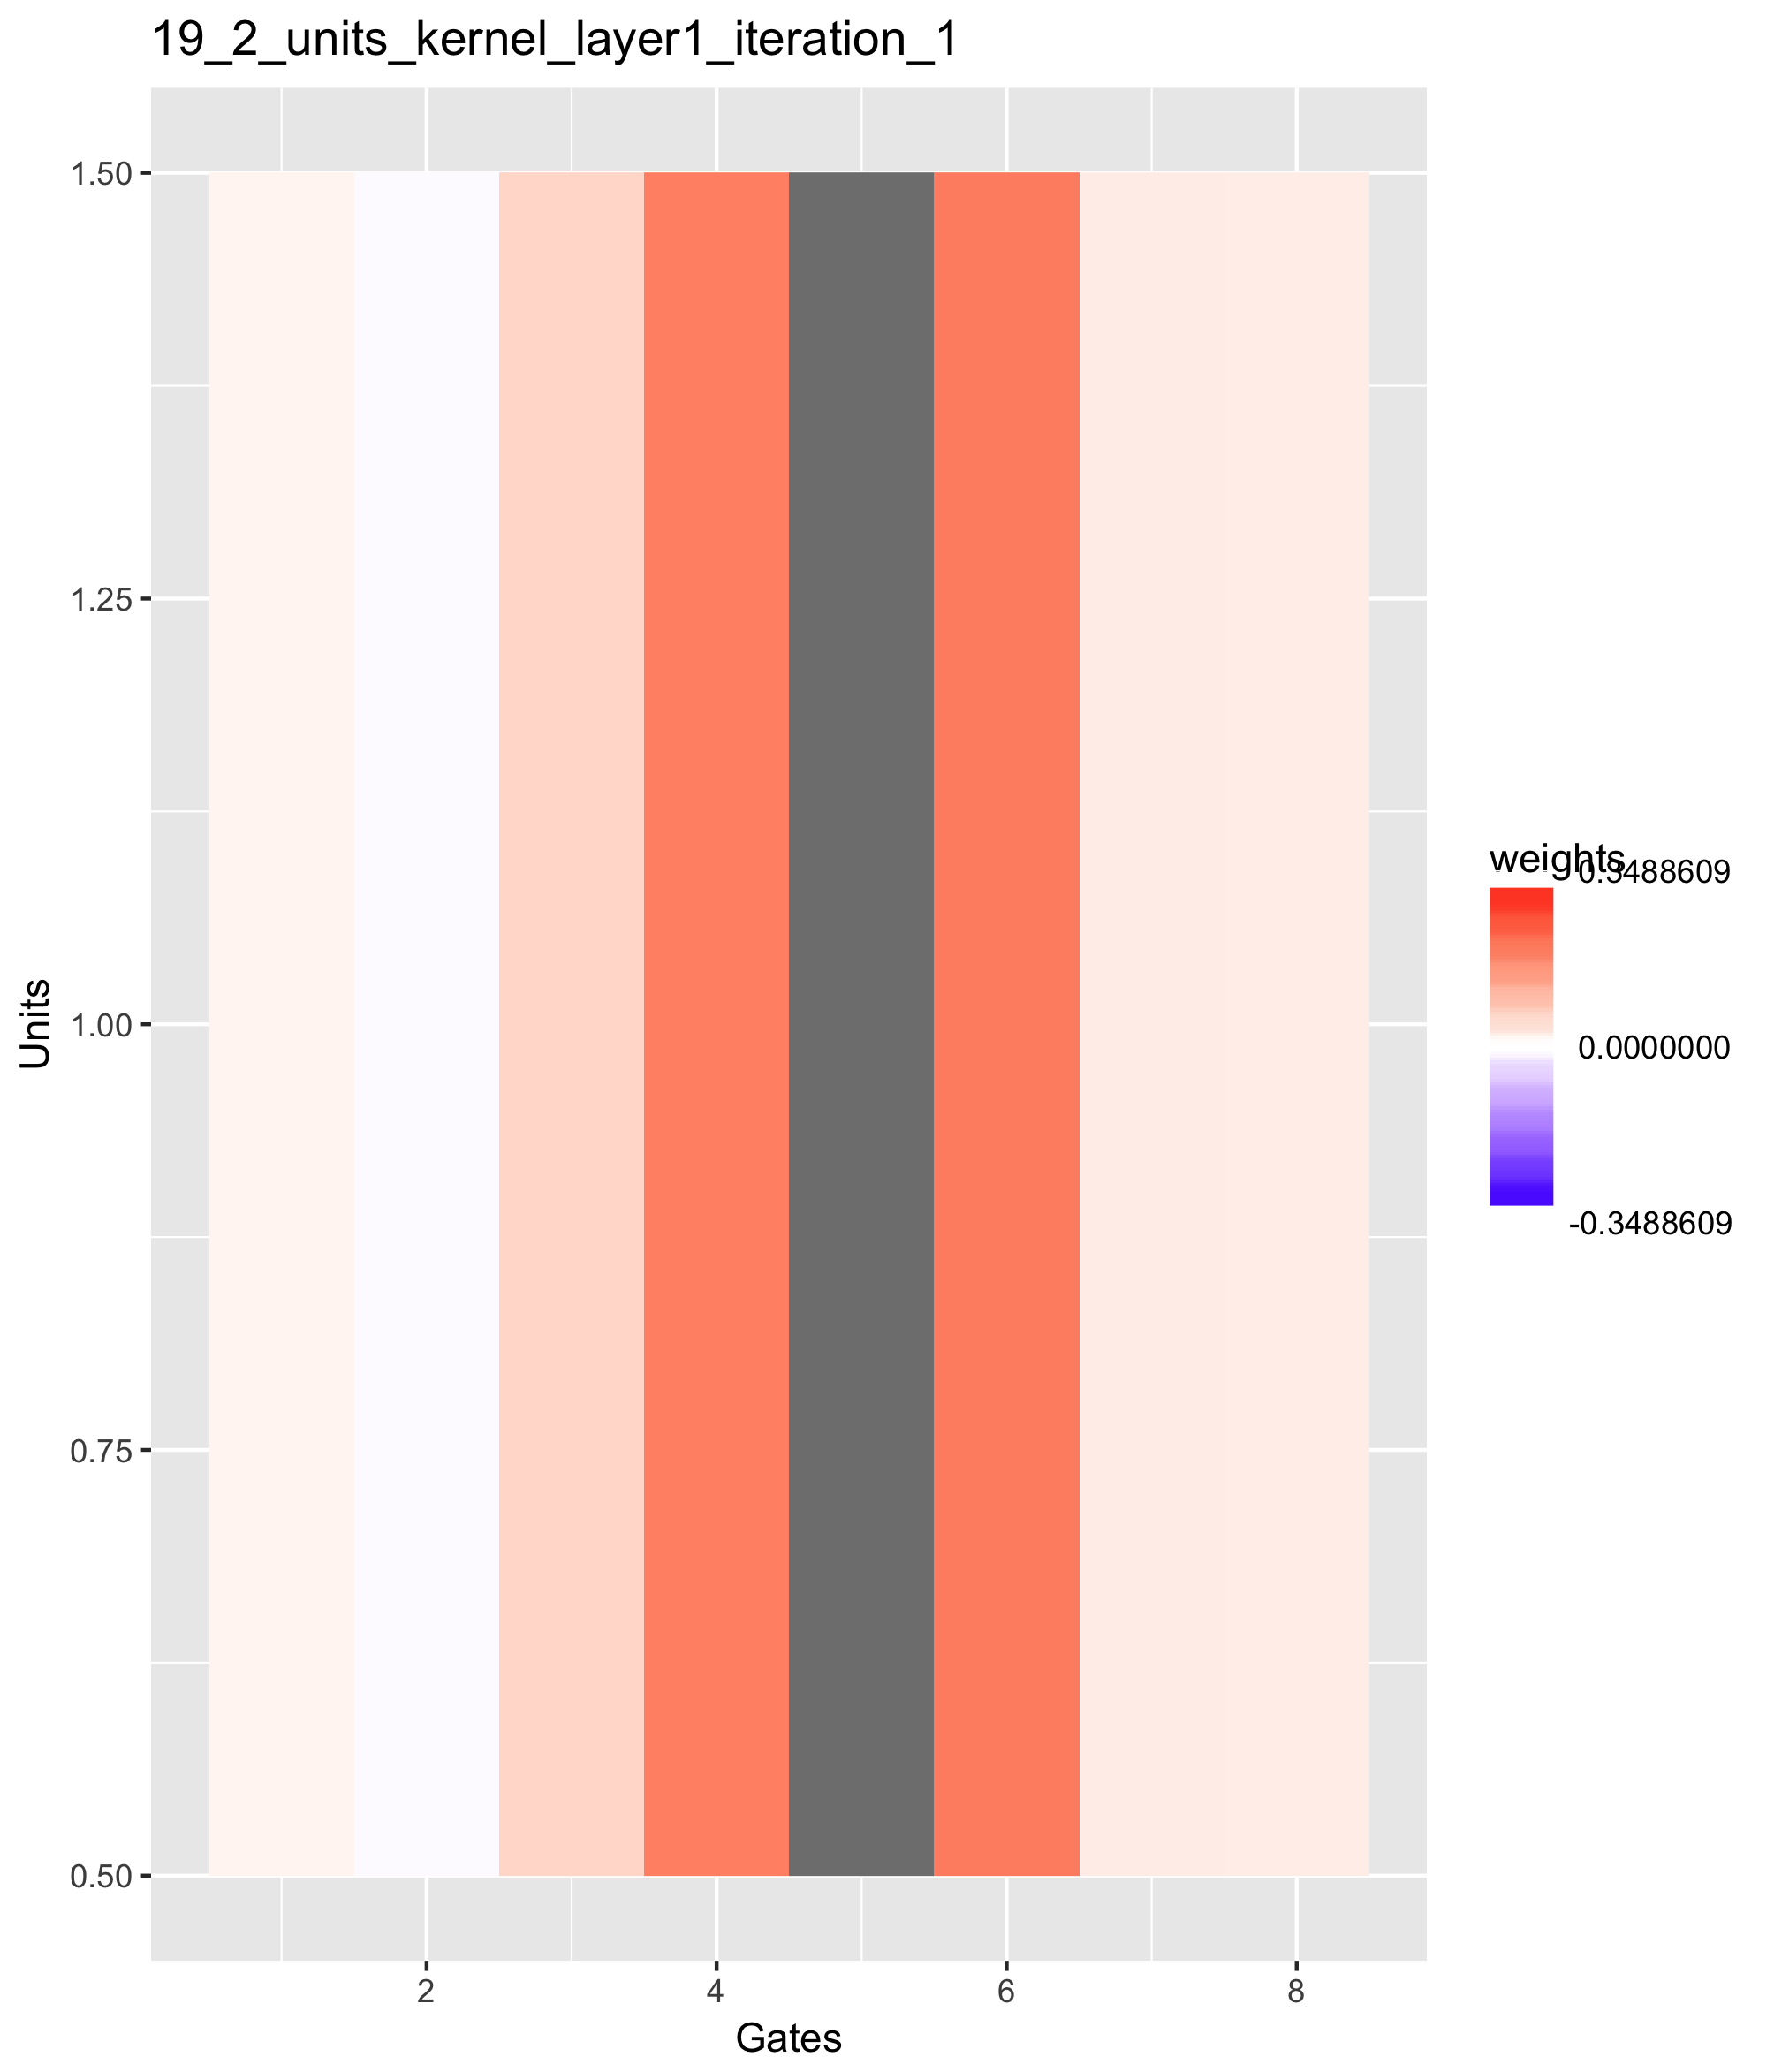 19_2_units_kernel_layer1_iteration_1
1.50
1.25
1.00
0.75
0.50
Units
2 4 6 8
Gates
weights
0.3488609
0.0000000
-0.3488609